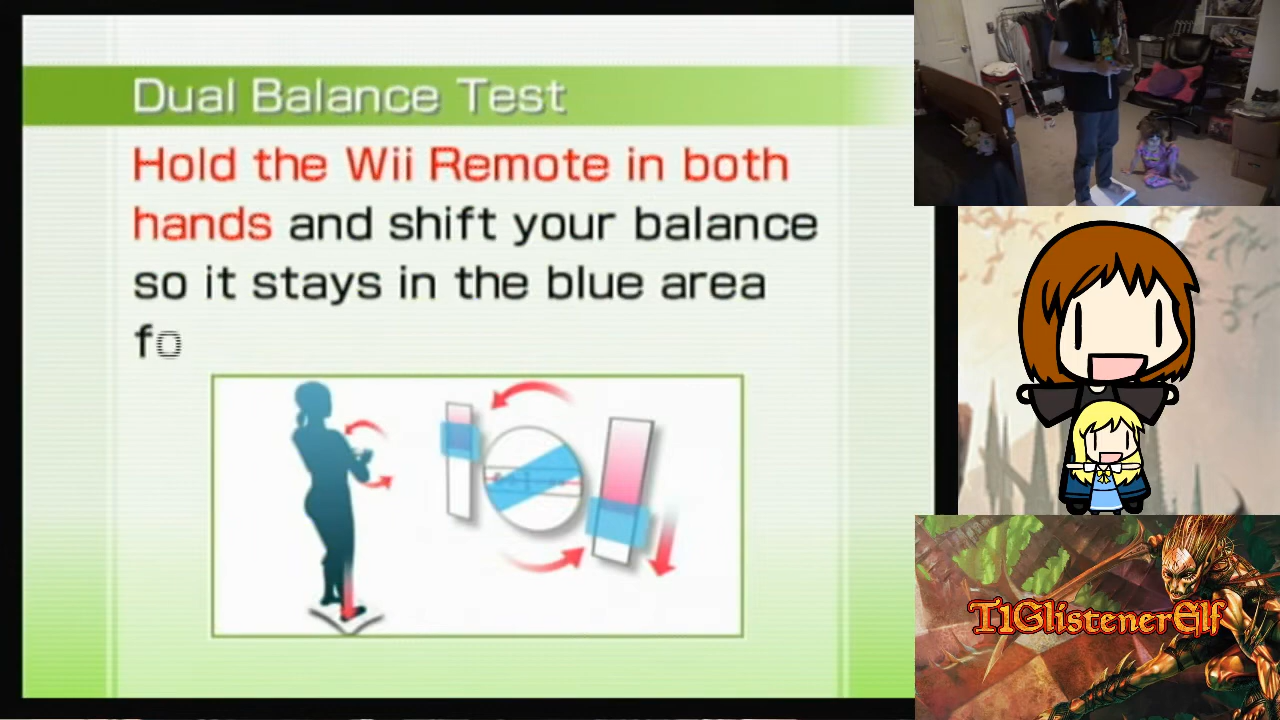 Dual Balance Test
Hold the Wii Remote in both
hands and shift your balance
so it stays in the blue area
fo
T1GlistenerElf